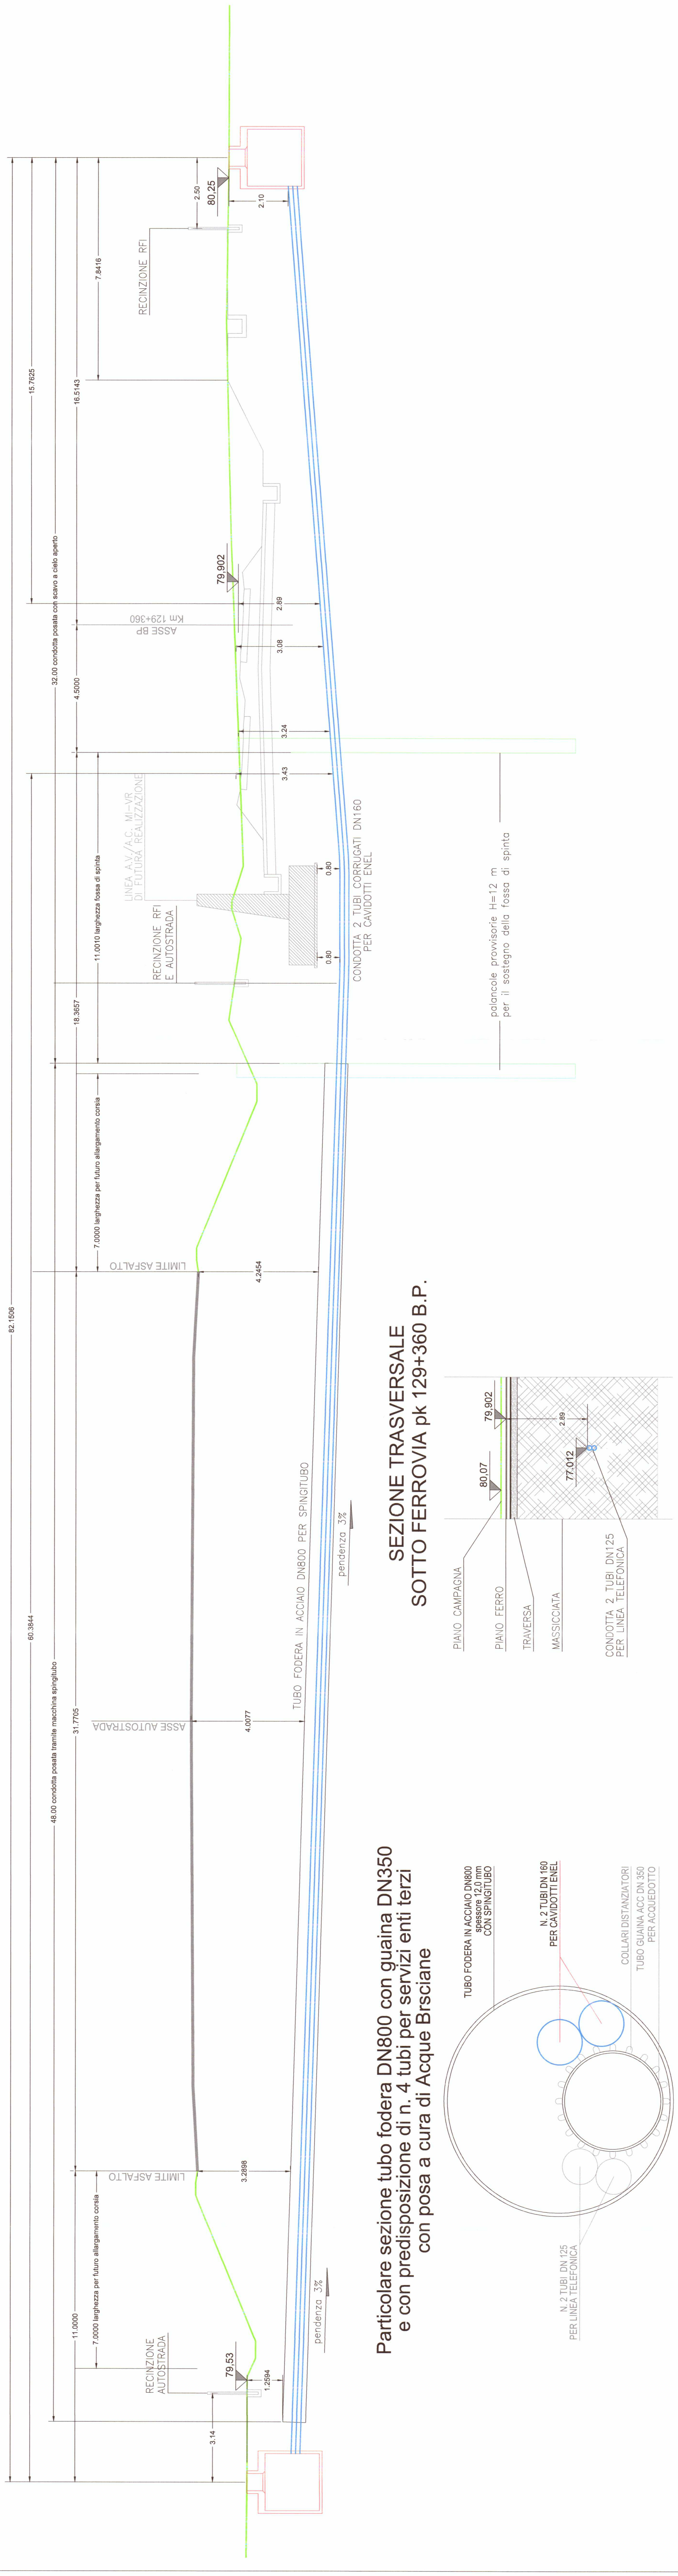 82.1506
60.3844
15.7625
48.00 condotta posata tramite macchina spingitubo
32.00 condotta posata con scavo a cielo aperto
11.0000
31.7705
18.3657
4.5000
16.5143
7.0000 larghezza per futuro allargamento corsia
7.0000 larghezza per futuro allargamento corsia
11.0010 larghezza fossa di spinta
7.8416
LIMITE ASFALTO
ASSE AUTOSTRADA
LIMITE ASFALTO
LINEA A.V./A.C. MI-VR
DI FUTURA REALIZZAZIONE
ASSE BP
Km 129+360
RECINZIONE RFI
RECINZIONE
AUTOSTRADA
RECINZIONE RFI
E AUTOSTRADA
3.14
2.50
79,53
79,902
80,25
1.2594
3.2898
4.0077
4.2454
3.43
3.24
3.08
2.89
2.10
0.80
0.80
TUBO FODERA IN ACCIAIO DN800 PER SPINGITUBO
pendenza 3%
pendenza 3%
CONDOTTA 2 TUBI CORRUGATI DN160
PER CAVIDOTTI ENEL
palancole provvisorie H=12 m
per il sostegno della fossa di spinta
Particolare sezione tubo fodera DN800 con guaina DN350
e con predisposizione di n. 4 tubi per servizi enti terzi
con posa a cura di Acque Brsciane
TUBO FODERA IN ACCIAIO DN800
spessore 12,0 mm
CON SPINGITUBO
N. 2 TUBI DN 160
PER CAVIDOTTI ENEL
COLLARI DISTANZIATORI
TUBO GUAINA ACC DN 350
PER ACQUEDOTTO
N. 2 TUBI DN 125
PER LINEA TELEFONICA
SEZIONE TRASVERSALE
SOTTO FERROVIA pk 129+360 B.P.
PIANO CAMPAGNA
PIANO FERRO
TRAVERSA
MASSICCIATA
CONDOTTA 2 TUBI DN125
PER LINEA TELEFONICA
80,07
79,902
2.89
77,012